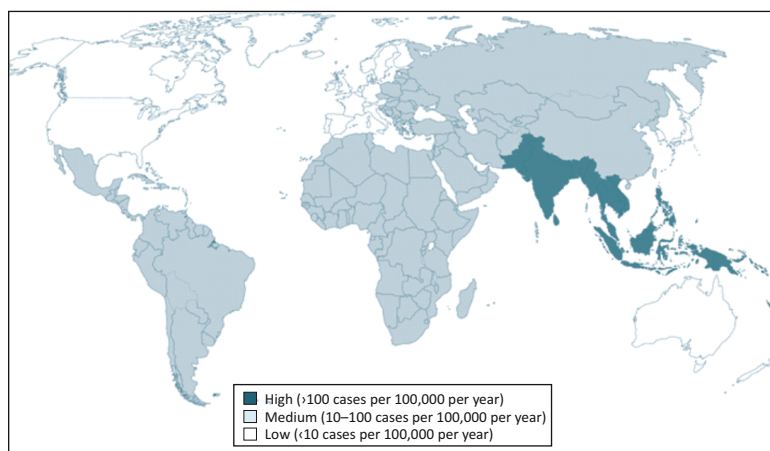 High (›100 cases per 100,000 per year)
Medium (10–100 cases per 100,000 per year)
Low (‹10 cases per 100,000 per year)